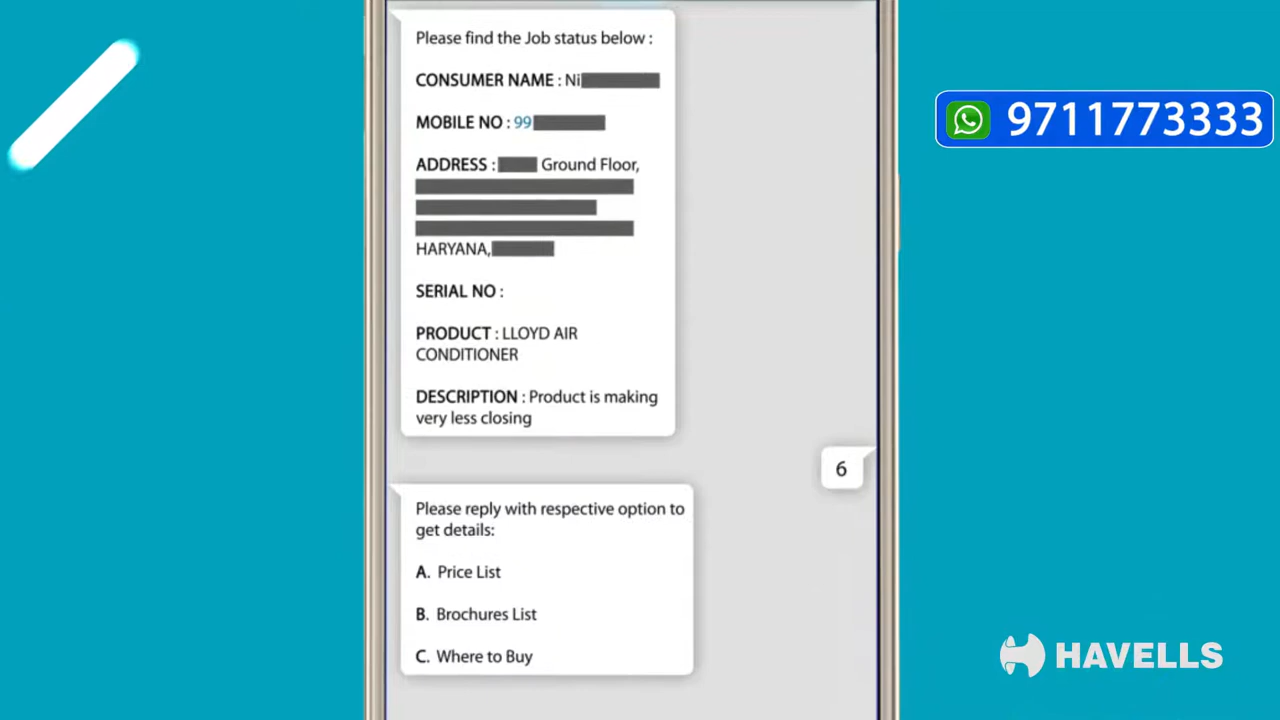 Please find the Job status below :
CONSUMER NAME : Ni
MOBILE NO : 99
ADDRESS : Ground Floor,
HARYANA,
SERIAL NO :
PRODUCT : LLOYD AIR
CONDITIONER
DESCRIPTION : Product is making
very less closing
6
Please reply with respective option to
get details:
A. Price List
B. Brochures List
C. Where to Buy
9711773333
HAVELLS